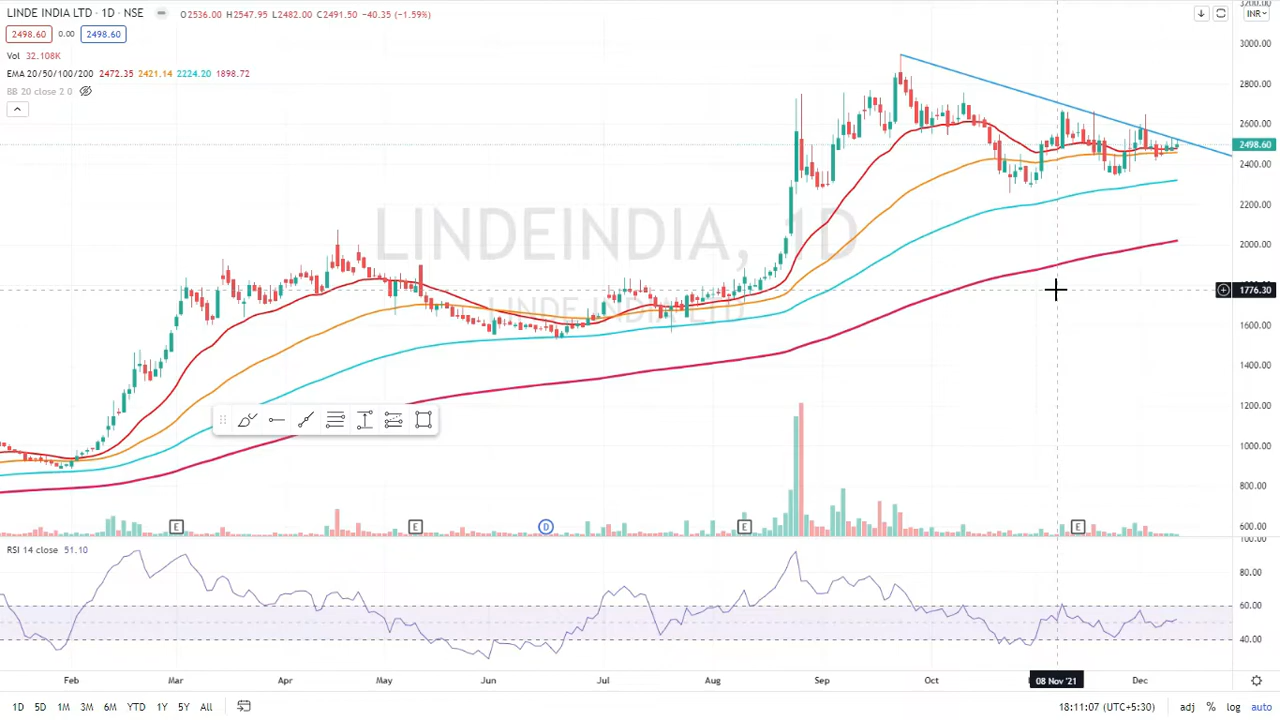 LINDE INDIA LTD · 1D · NSE
O2536.00 H2547.95 L2482.00 C2491.50 −40.35 (−1.59%)
INR
2498.60 0.00 2498.60
Vol 32.108K
EMA 20/50/100/200 2472.35 2421.14 2224.20 1898.72
BB 20 close 2 0
3000.00
2800.00
2600.00
2498.60
2400.00
2200.00
2000.00
1776.30
1600.00
1400.00
1200.00
1000.00
800.00
600.00
LINDEINDIA, 1D
LINDE INDIA LTD
E
E
D
E
E
RSI 14 close 51.10
100.00
80.00
60.00
40.00
Feb Mar Apr May Jun Jul Aug Sep Oct 08 Nov '21 Dec
1D 5D 1M 3M 6M YTD 1Y 5Y All
18:11:07 (UTC+5:30) adj % log auto